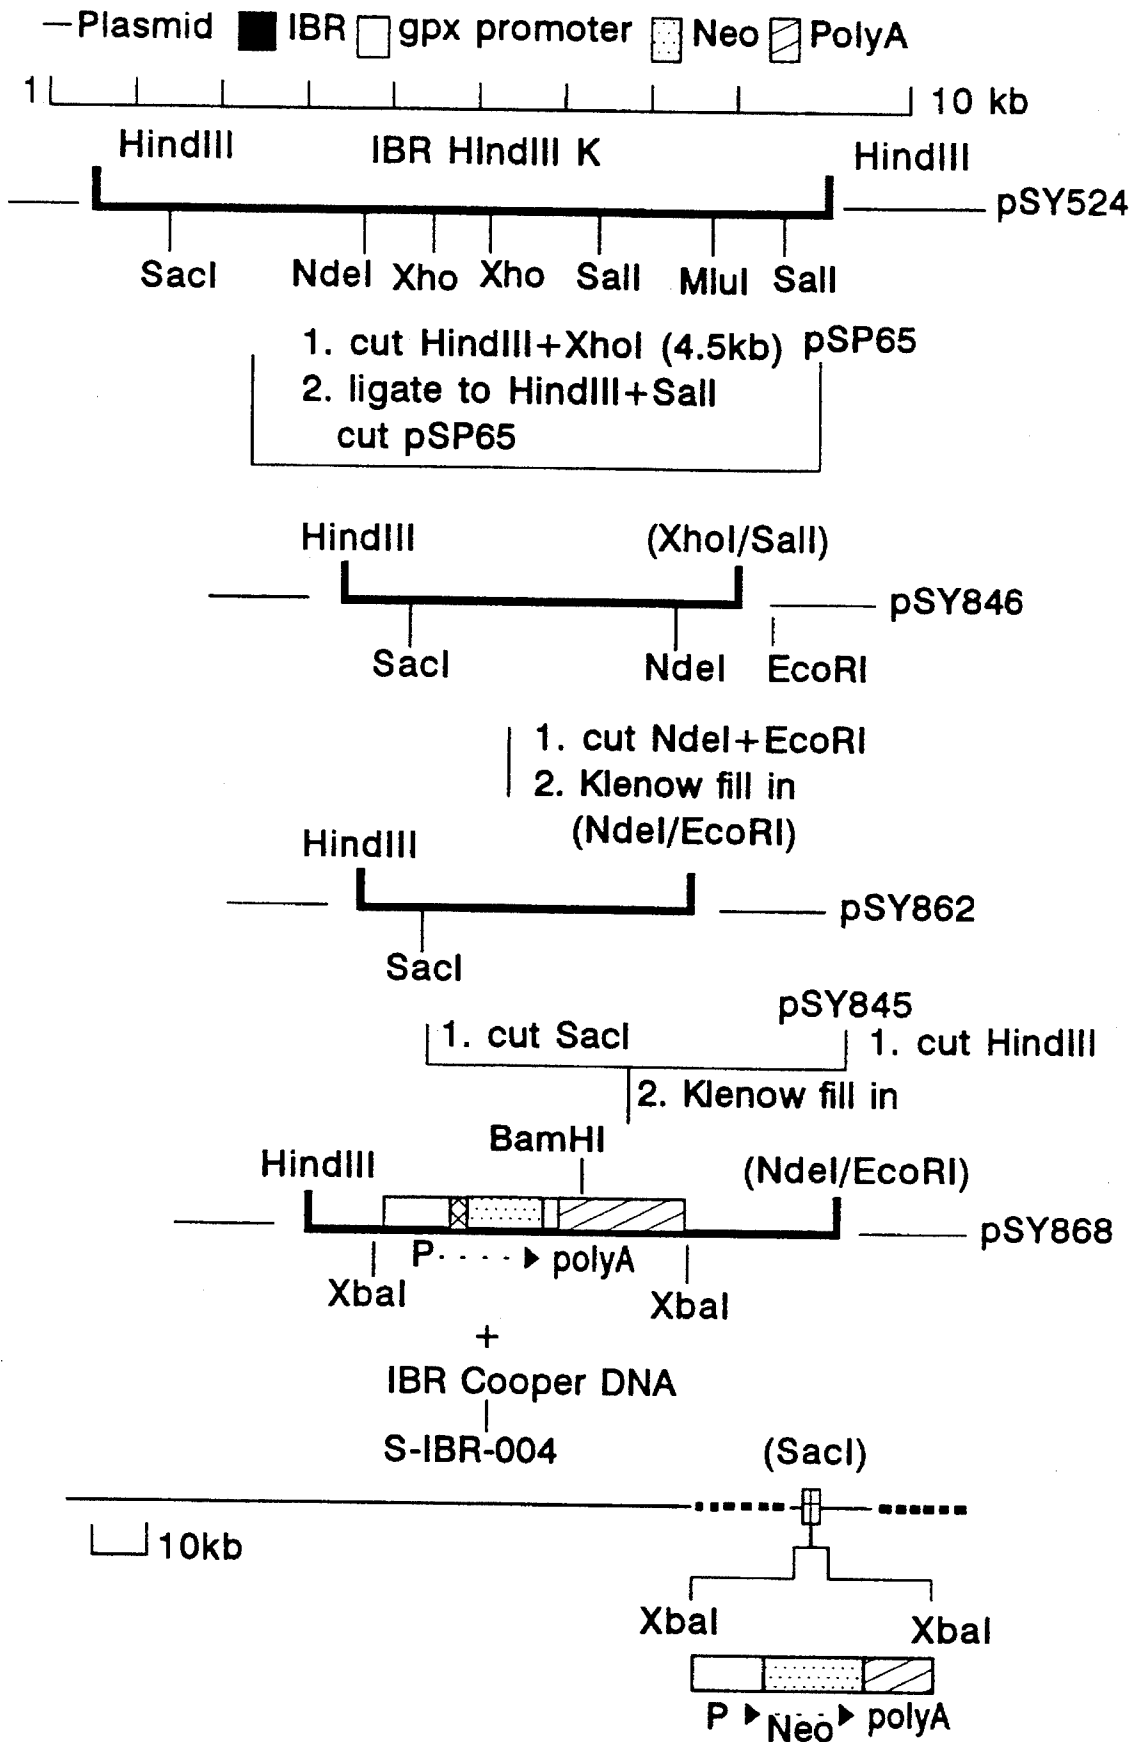 Plasmid IBR gpx promoter Neo PolyA
1 10 kb
HindIII IBR HIndIII K HindIII
pSY524
SacI NdeI Xho Xho SalI MluI SalI
1. cut HindIII+XhoI (4.5kb) pSP65
2. ligate to HindIII+SalI
cut pSP65
HindIII (XhoI/SalI)
pSY846
SacI NdeI EcoRI
1. cut NdeI+EcoRI
2. Klenow fill in
(NdeI/EcoRI)
HindIII
pSY862
SacI
pSY845
1. cut SacI 1. cut HindIII
2. Klenow fill in
BamHI
HindIII (NdeI/EcoRI)
pSY868
P polyA
XbaI XbaI
+
IBR Cooper DNA
S-IBR-004 (SacI)
10kb
XbaI XbaI
P Neo polyA